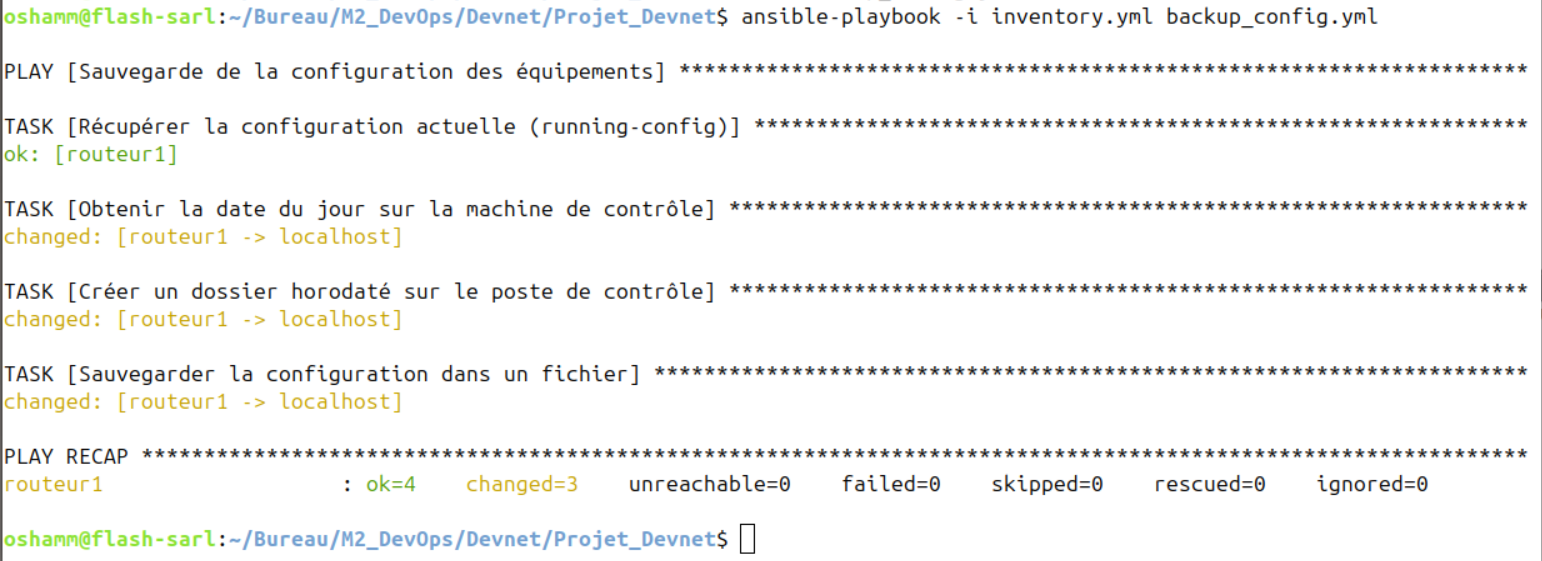 oshamm@flash-sarl:~/Bureau/M2_DevOps/Devnet/Projet_Devnet$ ansible-playbook -i inventory.yml backup_config.yml
PLAY [Sauvegarde de la configuration des équipements] ********************************************************************
TASK [Récupérer la configuration actuelle (running-config)] **************************************************************
ok: [routeur1]
TASK [Obtenir la date du jour sur la machine de contrôle] ****************************************************************
changed: [routeur1 -> localhost]
TASK [Créer un dossier horodaté sur le poste de contrôle] ****************************************************************
changed: [routeur1 -> localhost]
TASK [Sauvegarder la configuration dans un fichier] **********************************************************************
changed: [routeur1 -> localhost]
PLAY RECAP ***************************************************************************************************************
routeur1                   : ok=4    changed=3    unreachable=0    failed=0    skipped=0    rescued=0    ignored=0
oshamm@flash-sarl:~/Bureau/M2_DevOps/Devnet/Projet_Devnet$